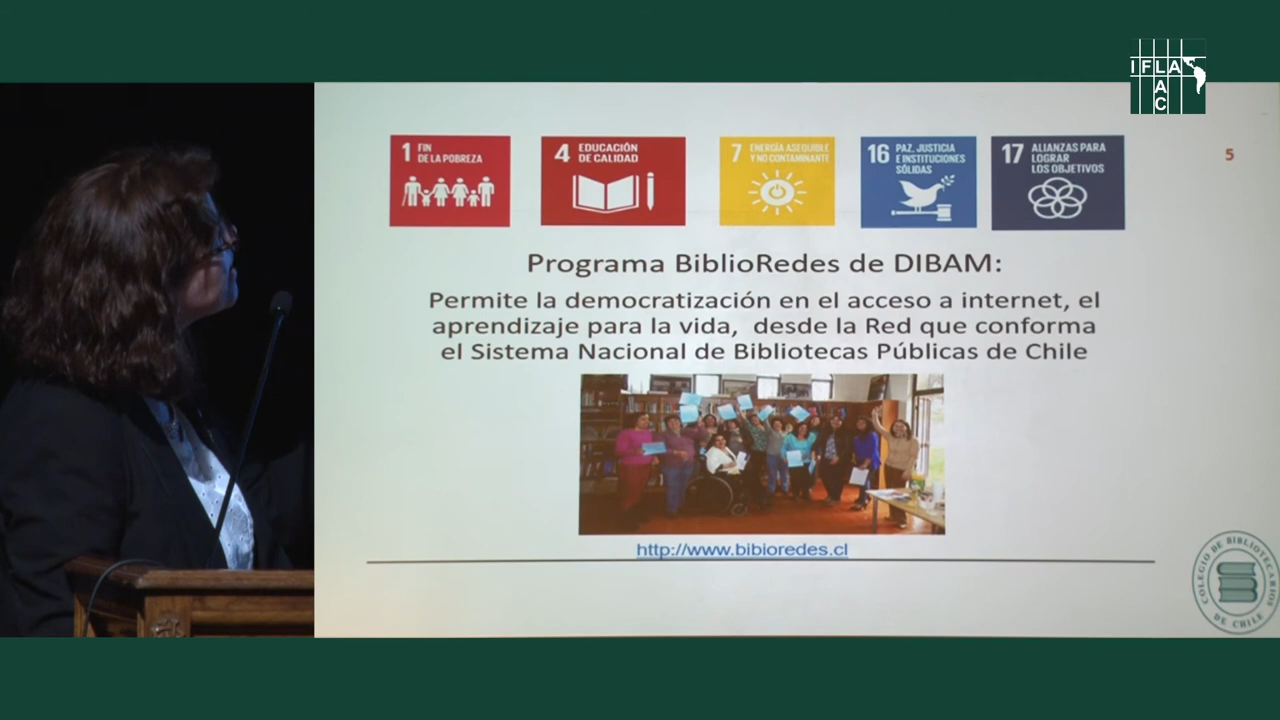 IFLA
LAC
1 FIN
DE LA POBREZA
4 EDUCACIÓN
DE CALIDAD
7 ENERGÍA ASEQUIBLE
Y NO CONTAMINANTE
16 PAZ, JUSTICIA
E INSTITUCIONES
SÓLIDAS
17 ALIANZAS PARA
LOGRAR
LOS OBJETIVOS
5
Programa BiblioRedes de DIBAM:
Permite la democratización en el acceso a internet, el
aprendizaje para la vida, desde la Red que conforma
el Sistema Nacional de Bibliotecas Públicas de Chile
http://www.bibioredes.cl
COLEGIO DE BIBLIOTECARIOS
DE CHILE